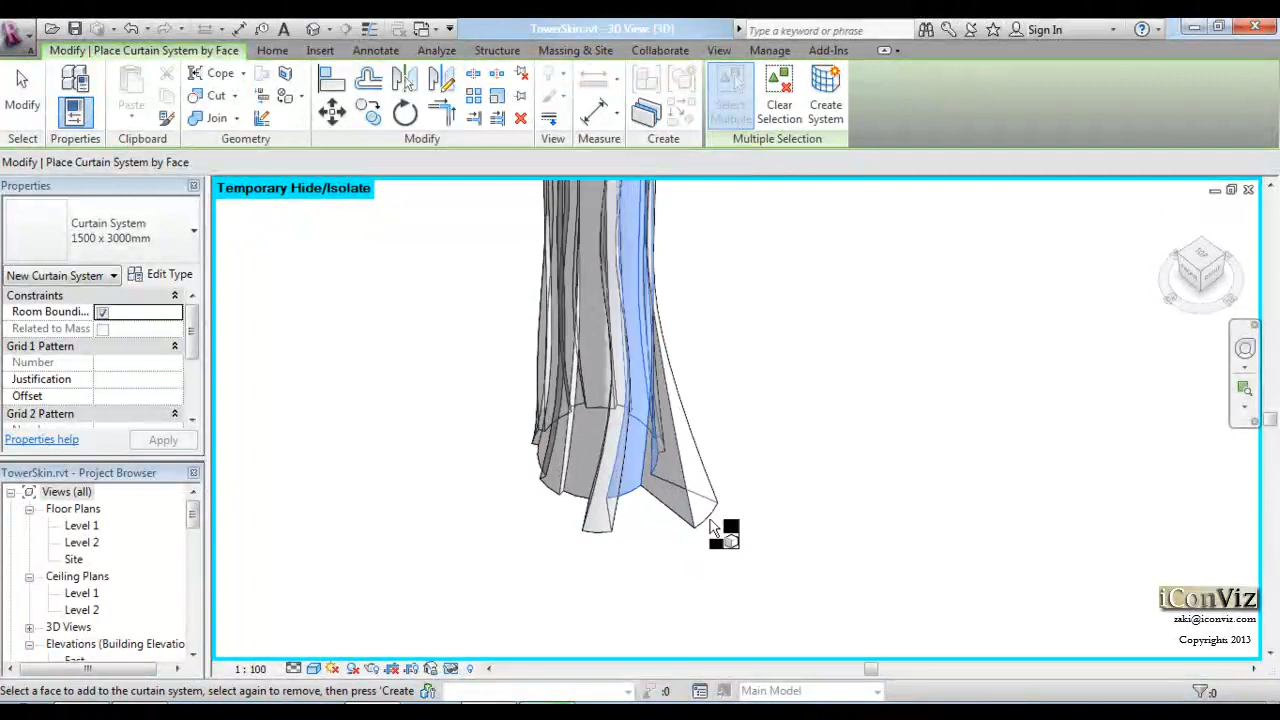 TowerSkin.rvt - 3D View: {3D}
Type a keyword or phrase
Sign In
Modify | Place Curtain System by Face
Home
Insert
Annotate
Analyze
Structure
Massing & Site
Collaborate
View
Manage
Add-Ins
Modify
Paste
Cope
Cut
Join
Select Multiple
Clear Selection
Create System
Select
Properties
Clipboard
Geometry
Modify
View
Measure
Create
Multiple Selection
Modify | Place Curtain System by Face
Properties
Curtain System
1500 x 3000mm
New Curtain System
Edit Type
Constraints
Room Boundi...
Related to Mass
Grid 1 Pattern
Number
Justification
Offset
Grid 2 Pattern
Properties help
Apply
TowerSkin.rvt - Project Browser
Views (all)
Floor Plans
Level 1
Level 2
Site
Ceiling Plans
Level 1
Level 2
3D Views
Elevations (Building Elevatio
Temporary Hide/Isolate
iConViz
zaki@iconviz.com
Copyright: 2013
1 : 100
Select a face to add to the curtain system, select again to remove, then press 'Create
:0
Main Model
:0